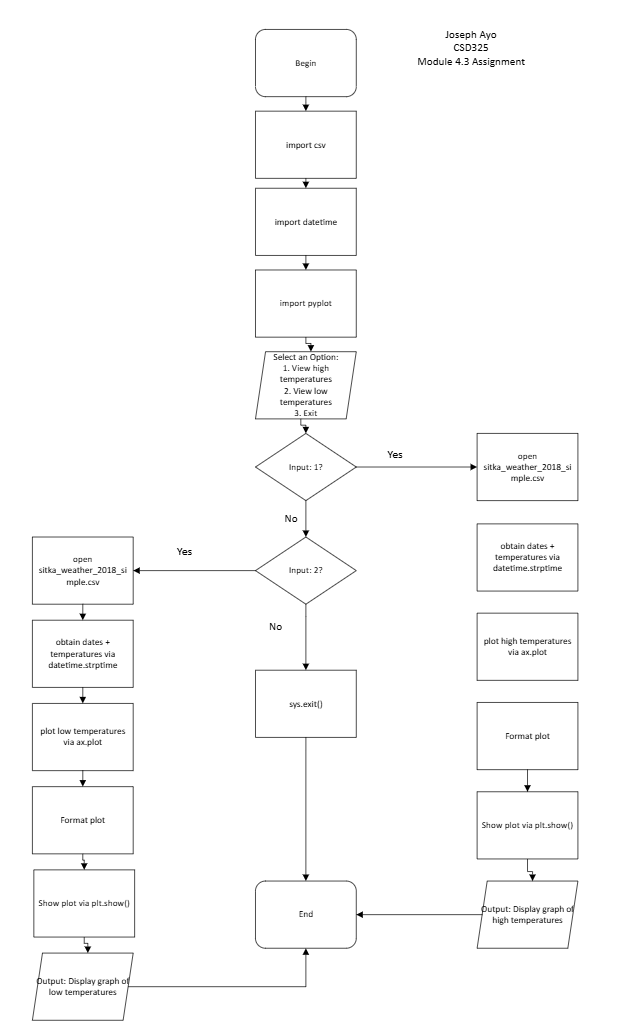 Joseph Ayo
CSD325
Module 4.3 Assignment
Begin
import csv
import datetime
import pyplot
Select an Option:
1. View high
temperatures
2. View low
temperatures
3. Exit
Input: 1?
Yes
open
sitka_weather_2018_si
mple.csv
No
obtain dates +
temperatures via
datetime.strptime
Input: 2?
Yes
open
sitka_weather_2018_si
mple.csv
No
obtain dates +
temperatures via
datetime.strptime
plot high temperatures
via ax.plot
sys.exit()
plot low temperatures
via ax.plot
Format plot
Format plot
Show plot via plt.show()
Show plot via plt.show()
End
Output: Display graph of
high temperatures
Output: Display graph of
low temperatures